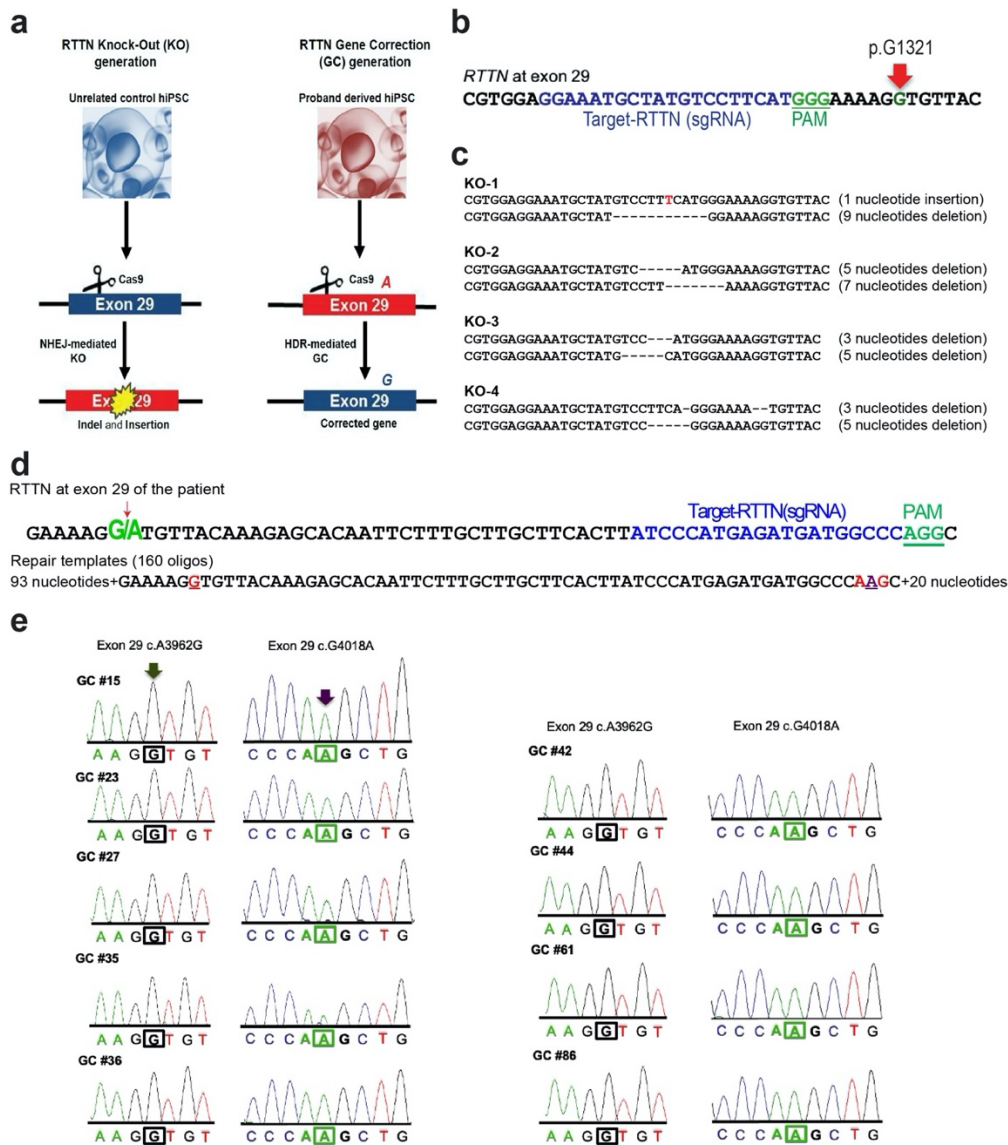 a
RTTN Knock-Out (KO)
generation
Unrelated control hiPSC
Cas9
Exon 29
NHEJ-mediated
KO
Exon 29
Indel and Insertion
RTTN Gene Correction
(GC) generation
Proband derived hiPSC
Cas9 A
Exon 29
HDR-mediated
GC
G
Exon 29
Corrected gene
b
p.G1321
RTTN at exon 29
CGTGGAGGAAATGCTATGTCCTTCATGGGAAAAGGTGTTAC
Target-RTTN (sgRNA) PAM
c
KO-1
CGTGGAGGAAATGCTATGTCCTTTCATGGGAAAAGGTGTTAC (1 nucleotide insertion)
CGTGGAGGAAATGCTAT---------GGAAAAGGTGTTAC (9 nucleotides deletion)
KO-2
CGTGGAGGAAATGCTATGTC-----ATGGGAAAAGGTGTTAC (5 nucleotides deletion)
CGTGGAGGAAATGCTATGTCCTT-------AAAAGGTGTTAC (7 nucleotides deletion)
KO-3
CGTGGAGGAAATGCTATGTCC---ATGGGAAAAGGTGTTAC (3 nucleotides deletion)
CGTGGAGGAAATGCTATG-----CATGGGAAAAGGTGTTAC (5 nucleotides deletion)
KO-4
CGTGGAGGAAATGCTATGTCCTTCA-GGGAAAA--TGTTAC (3 nucleotides deletion)
CGTGGAGGAAATGCTATGTCC-----GGGAAAAGGTGTTAC (5 nucleotides deletion)
d
RTTN at exon 29 of the patient
Target-RTTN(sgRNA) PAM
GAAAAGG/ATGTTACAAAGAGCACAATTCTTTGCTTGCTTCACTTATCCCATGAGATGATGGCCCAGGC
Repair templates (160 oligos)
93 nucleotides+GAAAAGGTGTTACAAAGAGCACAATTCTTTGCTTGCTTCACTTATCCCATGAGATGATGGCCCAAGC+20 nucleotides
e
Exon 29 c.A3962G Exon 29 c.G4018A
GC #15
A A G G T G T C C C A A G C T G
GC #23
A A G G T G T C C C A A G C T G
GC #27
A A G G T G T C C C A A G C T G
GC #35
A A G G T G T C C C A A G C T G
GC #36
A A G G T G T C C C A A G C T G
Exon 29 c.A3962G Exon 29 c.G4018A
GC #42
A A G G T G T C C C A A G C T G
GC #44
A A G G T G T C C C A A G C T G
GC #61
A A G G T G T C C C A A G C T G
GC #86
A A G G T G T C C C A A G C T G